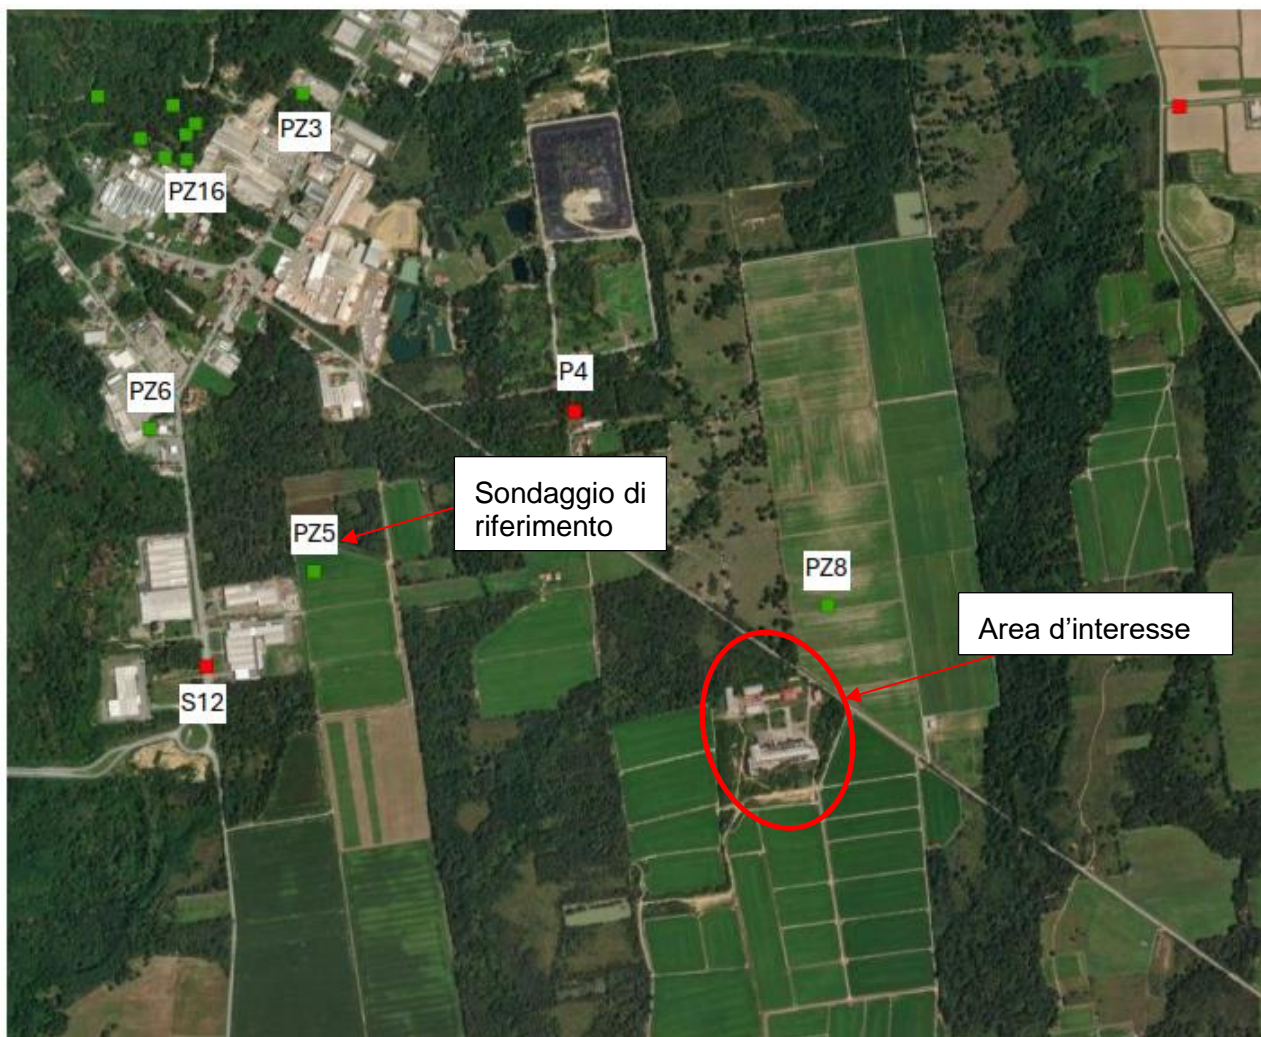 PZ3
PZ16
P4
PZ6
Sondaggio di
riferimento
PZ5
PZ8
Area d'interesse
S12